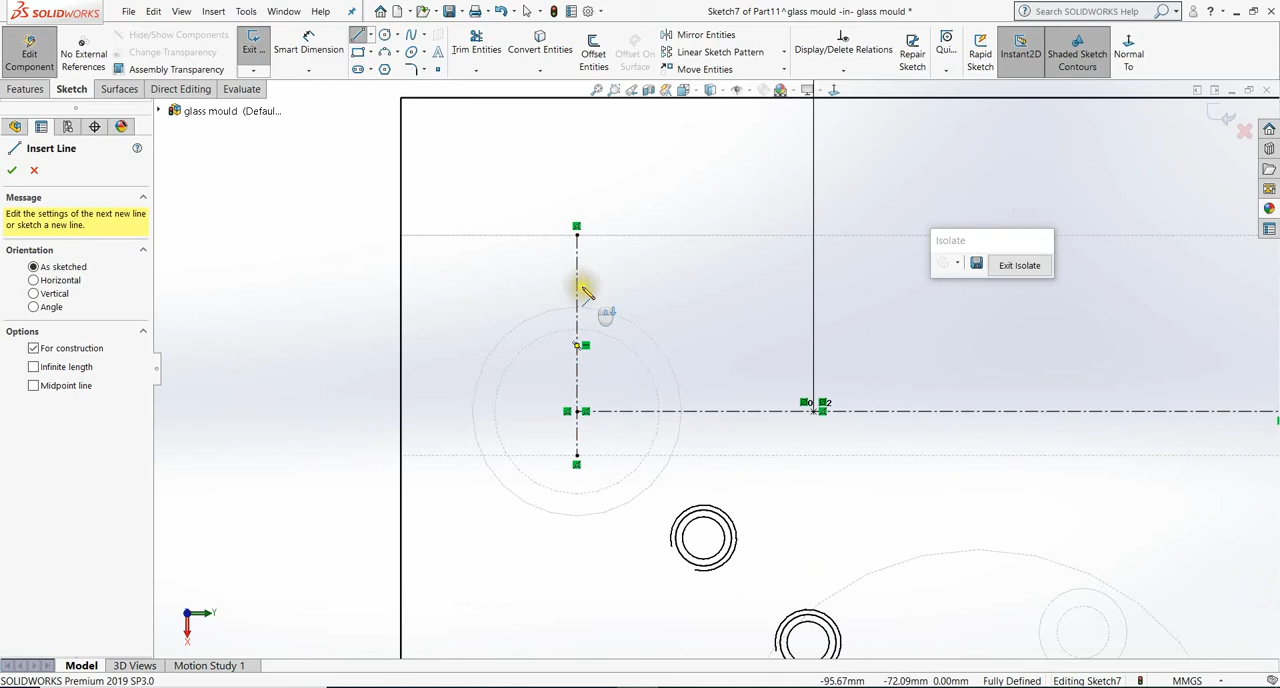 SOLIDWORKS
File Edit View Insert Tools Window Help
Sketch7 of Part11^glass mould -in- glass mould *
Search SOLIDWORKS Help
Edit Component
No External References
Hide/Show Components
Change Transparency
Assembly Transparency
Exit ...
Smart Dimension
Trim Entities
Convert Entities
Offset Entities
Offset On Surface
Mirror Entities
Linear Sketch Pattern
Move Entities
Display/Delete Relations
Repair Sketch
Qui...
Rapid Sketch
Instant2D
Shaded Sketch Contours
Normal To
Features Sketch Surfaces Direct Editing Evaluate
glass mould (Defaul...
Insert Line
Message
Edit the settings of the next new line
or sketch a new line.
Orientation
As sketched
Horizontal
Vertical
Angle
Options
For construction
Infinite length
Midpoint line
Isolate
Exit Isolate
0 2
Y
X
Model 3D Views Motion Study 1
SOLIDWORKS Premium 2019 SP3.0
-95.67mm -72.09mm 0.00mm Fully Defined Editing Sketch7 MMGS